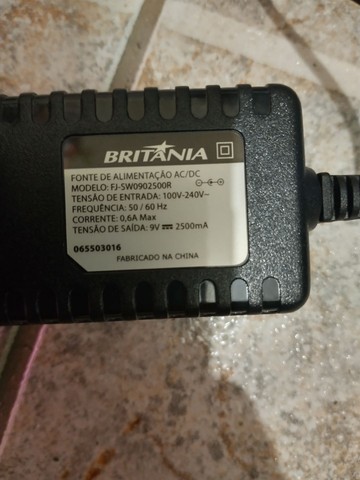 BRITÂNIA
FONTE DE ALIMENTAÇÃO AC/DC
MODELO: FJ-SW0902500R
TENSÃO DE ENTRADA: 100V-240V~
FREQUÊNCIA: 50 / 60 Hz
CORRENTE: 0,6A Max
TENSÃO DE SAÍDA: 9V ⎓ 2500mA
065503016
FABRICADO NA CHINA